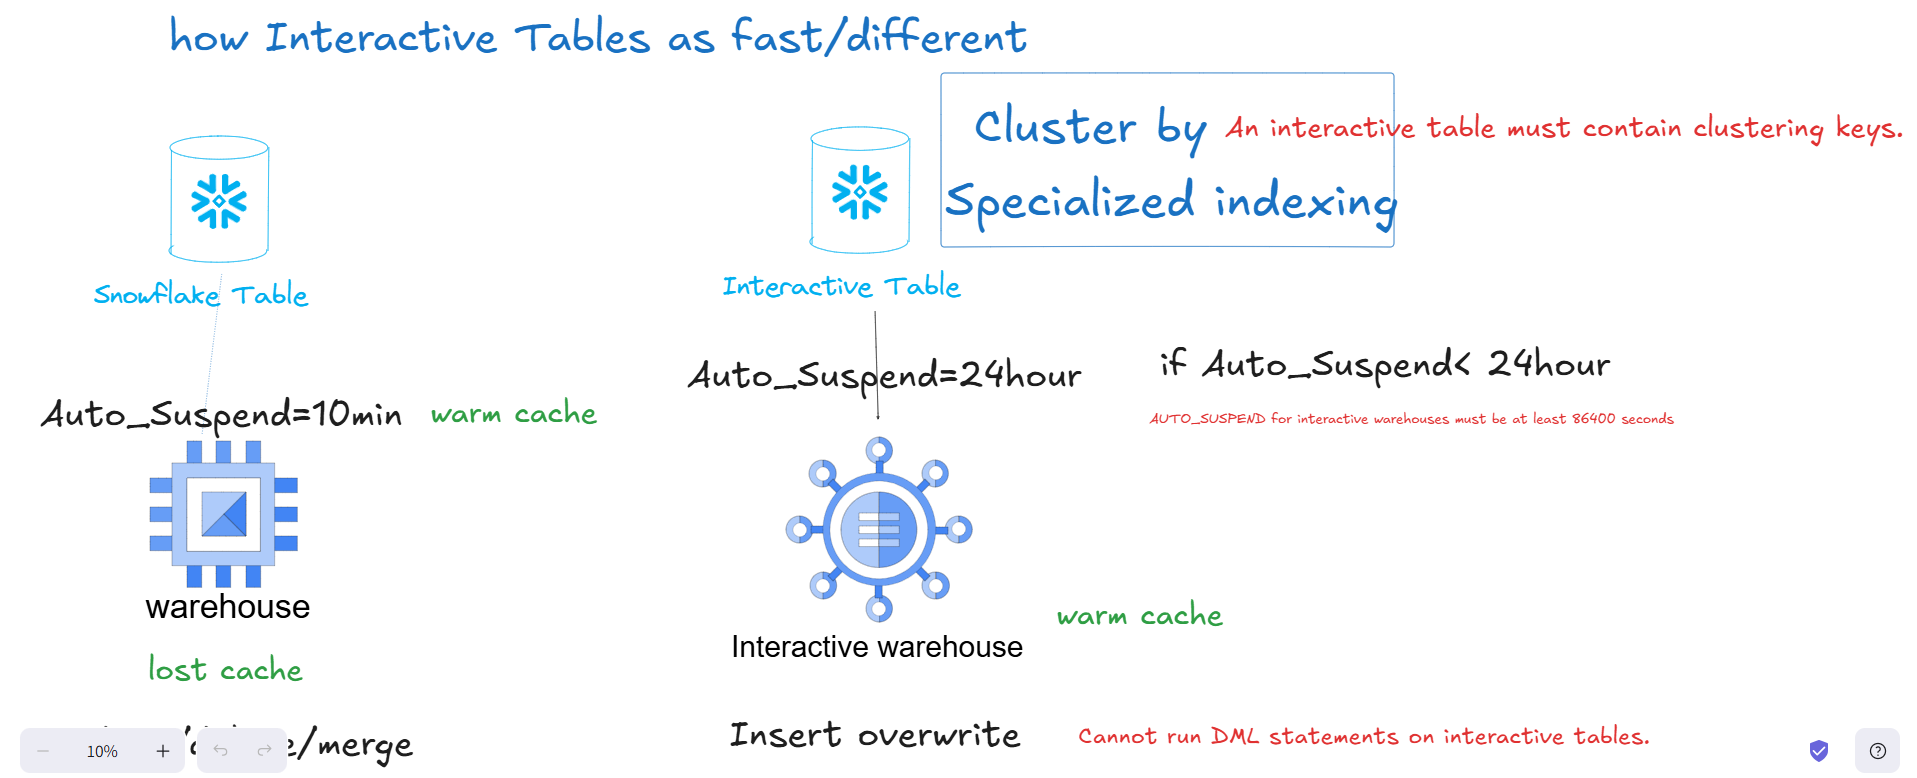 how Interactive Tables as fast/different
Cluster by
An interactive table must contain clustering keys.
Specialized indexing
Snowflake Table
Interactive Table
Auto_Suspend=10min
warm cache
Auto_Suspend=24hour
if Auto_Suspend< 24hour
AUTO_SUSPEND for interactive warehouses must be at least 86400 seconds
warehouse
lost cache
Interactive warehouse
warm cache
/merge
Insert overwrite
Cannot run DML statements on interactive tables.
10%